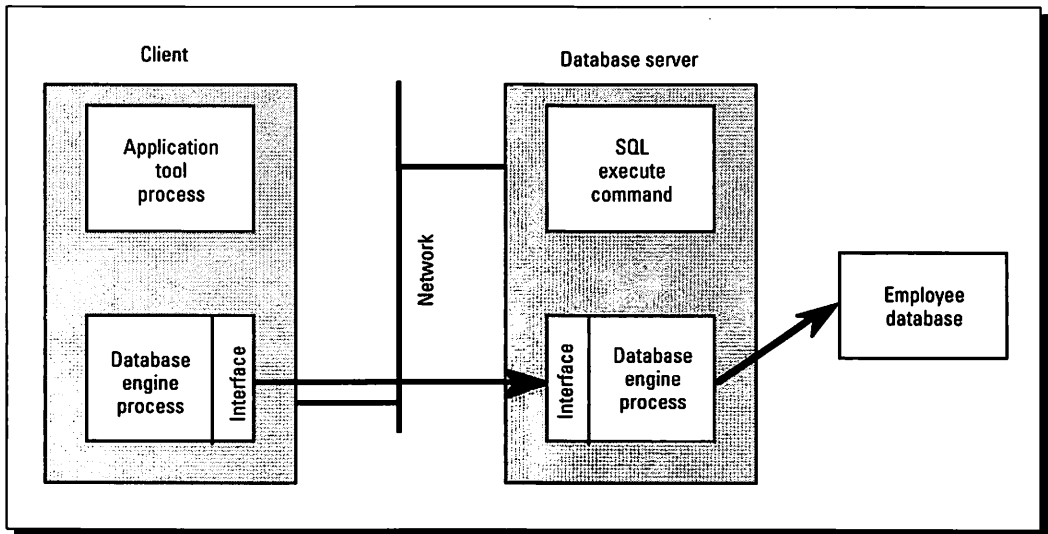 Client
Database server
Application
tool
process
SQL
execute
command
Network
Employee
database
Database
engine
process
Interface
Interface
Database
engine
process